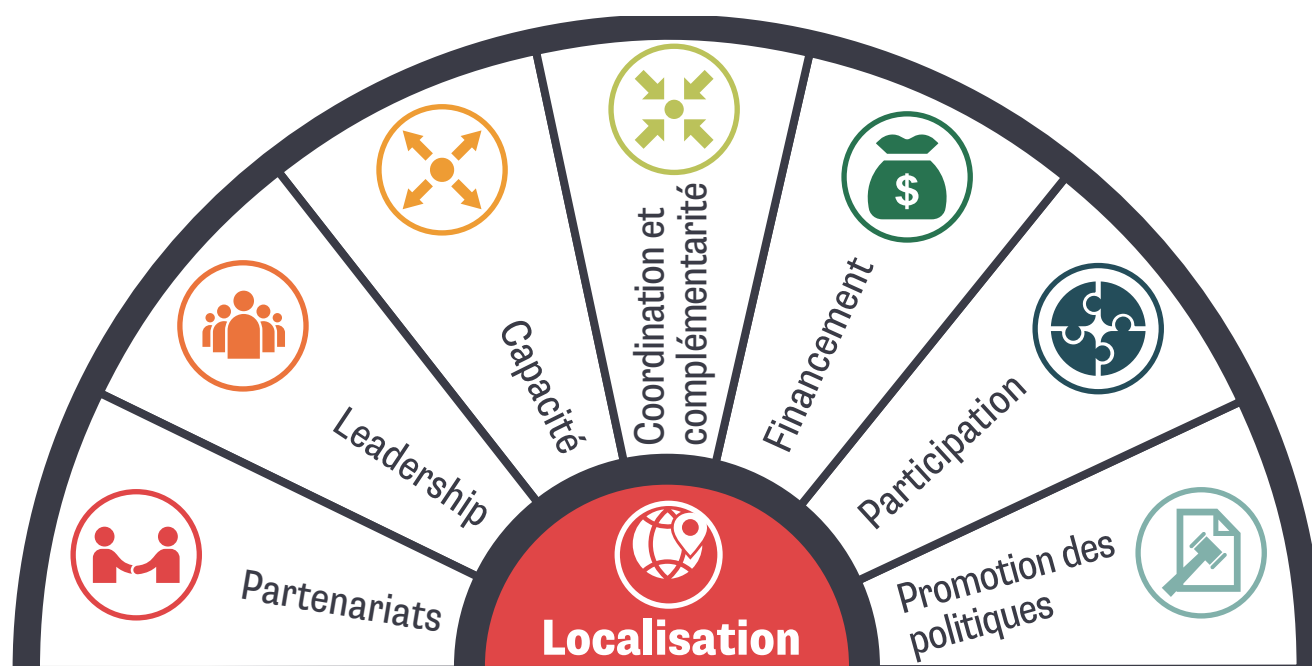 Partenariats
Leadership
Capacité
Coordination et
complémentarité
Financement
$
Participation
Promotion des
politiques
Localisation